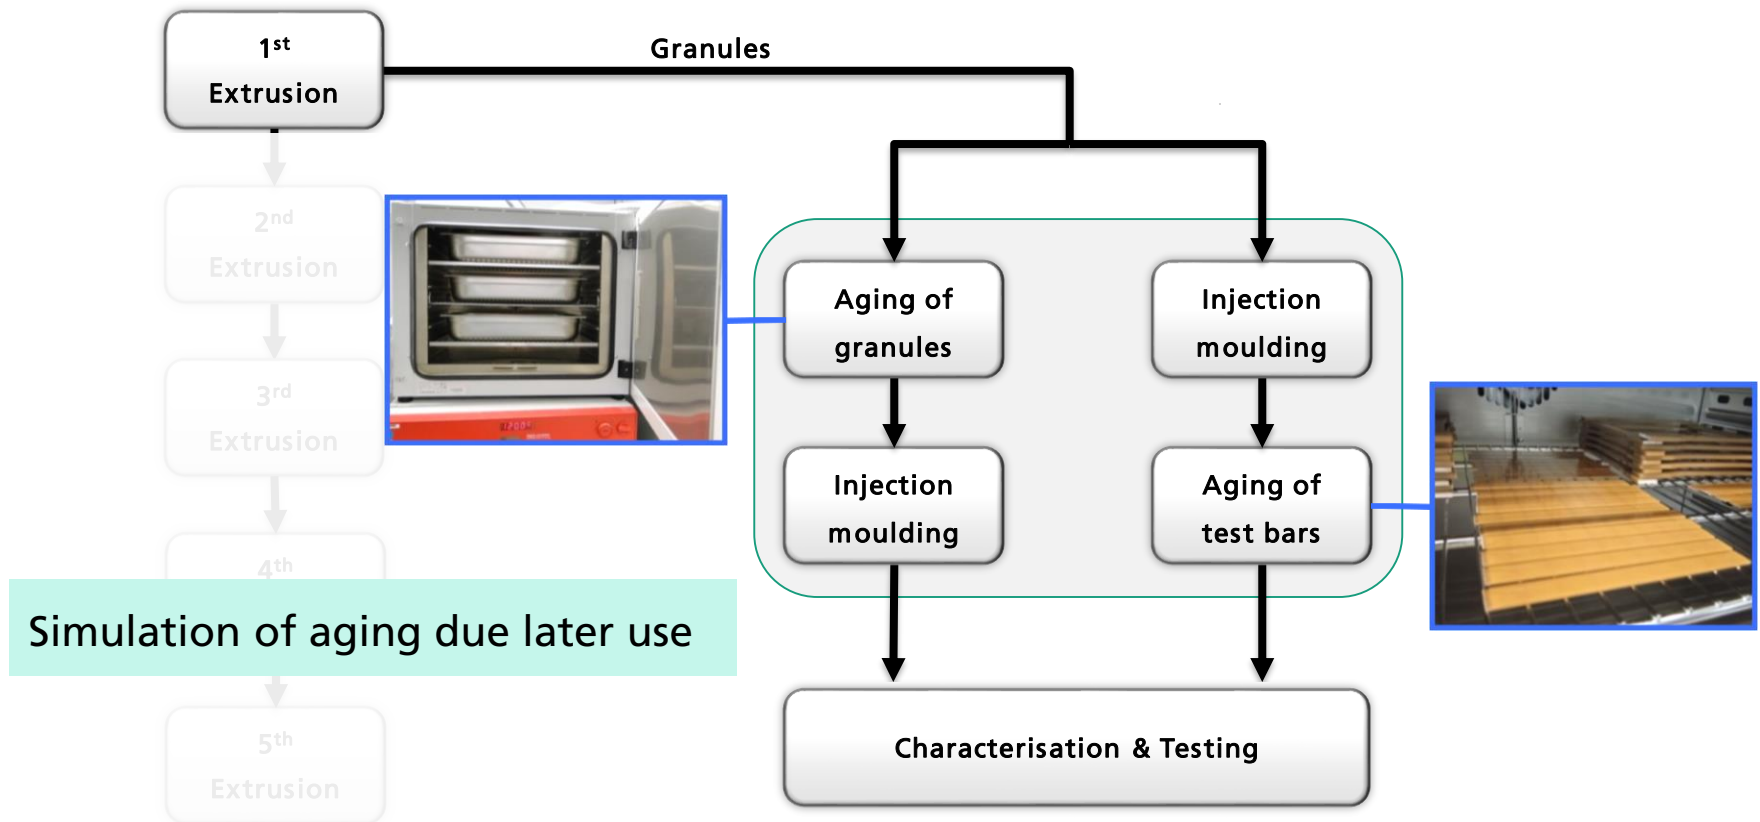 1st
Extrusion
Granules
2nd
Extrusion
3rd
Extrusion
4th
5th
Extrusion
Simulation of aging due later use
Aging of
granules
Injection
moulding
Injection
moulding
Aging of
test bars
Characterisation & Testing